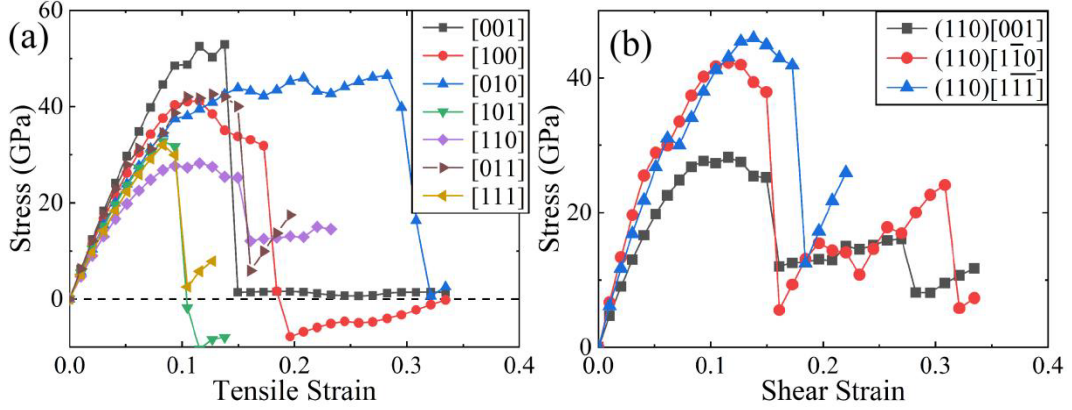 (a)
[001]
[100]
[010]
[101]
[110]
[011]
[111]
Stress (GPa)
60
40
20
0
0.0 0.1 0.2 0.3 0.4
Tensile Strain
(b)
(110)[001]
(110)[11̅0]
(110)[11̅1̅]
Stress (GPa)
40
20
0
0.0 0.1 0.2 0.3 0.4
Shear Strain